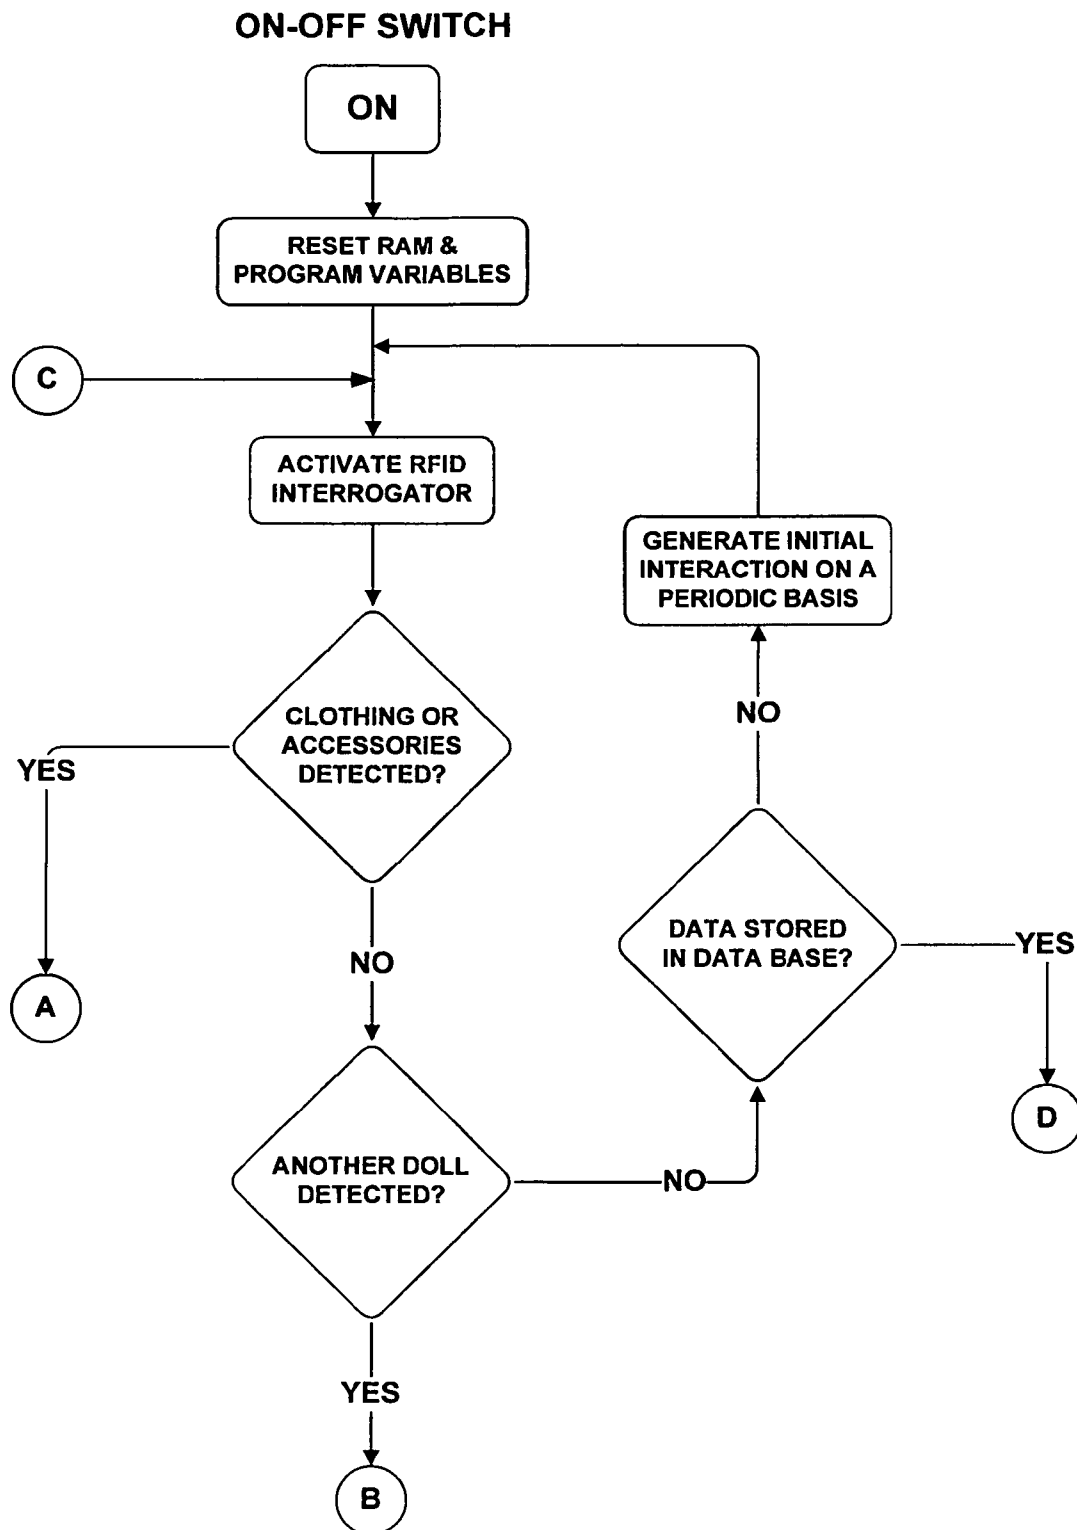 ON-OFF SWITCH
ON
RESET RAM &
PROGRAM VARIABLES
C
ACTIVATE RFID
INTERROGATOR
GENERATE INITIAL
INTERACTION ON A
PERIODIC BASIS
CLOTHING OR
ACCESSORIES
DETECTED?
YES
NO
A
NO
DATA STORED
IN DATA BASE?
YES
D
ANOTHER DOLL
DETECTED?
NO
YES
B